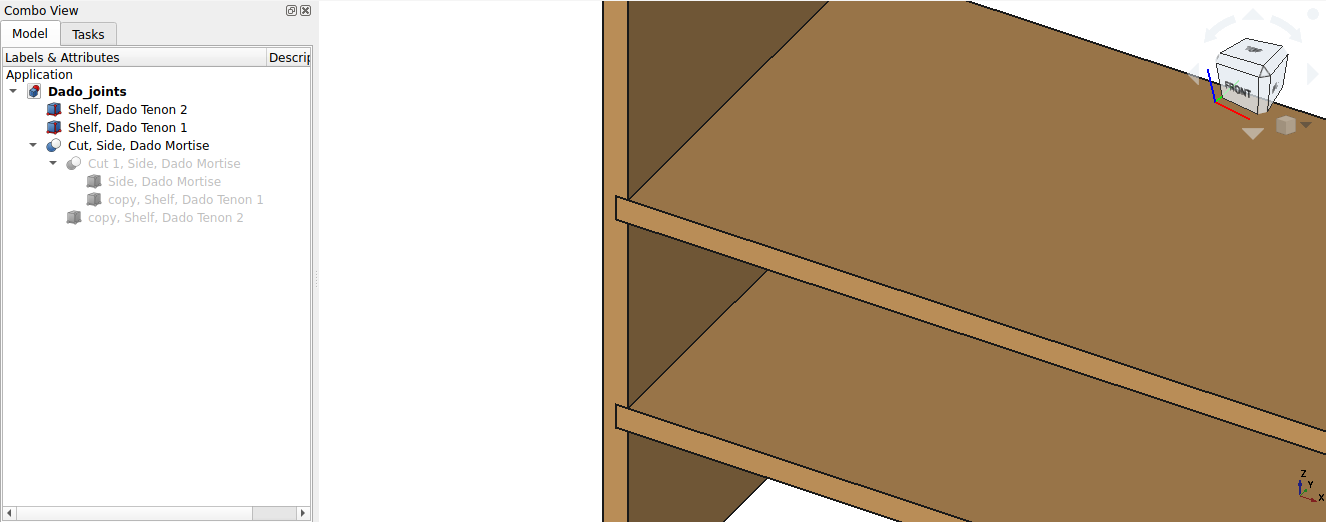 Combo View
Model Tasks
Labels & Attributes Descrip
Application
Dado_joints
Shelf, Dado Tenon 2
Shelf, Dado Tenon 1
Cut, Side, Dado Mortise
Cut 1, Side, Dado Mortise
Side, Dado Mortise
copy, Shelf, Dado Tenon 1
copy, Shelf, Dado Tenon 2
TOP
FRONT
Z
Y
X